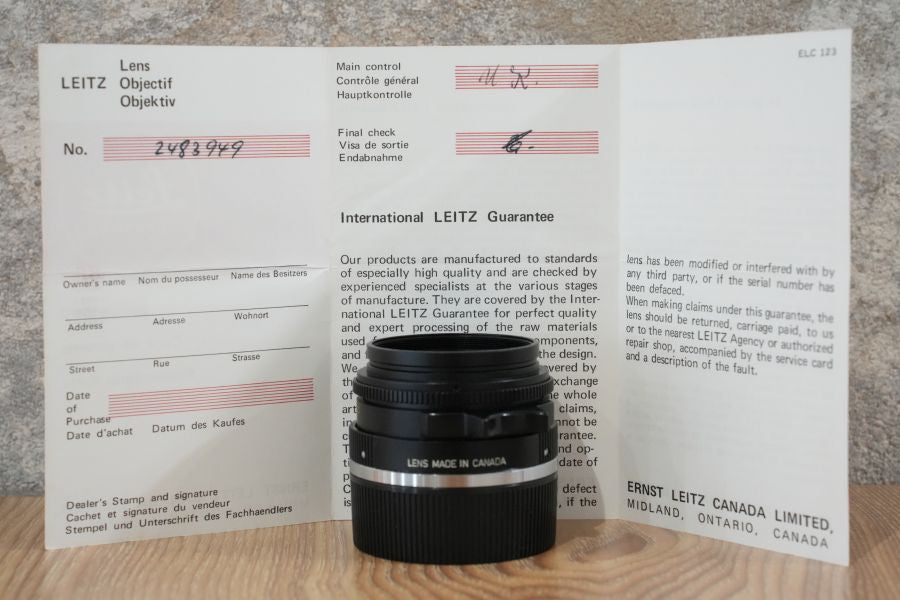 LEITZ
Lens
Objectif
Objektiv
No. 2483949
Owner's name Nom du possesseur Name des Besitzers
Address Adresse Wohnort
Street Rue Strasse
Date
of
Purchase
Date d'achat Datum des Kaufes
Dealer's Stamp and signature
Cachet et signature du vendeur
Stempel und Unterschrift des Fachhaendlers
Main control
Contrôle général
Hauptkontrolle
Final check
Visa de sortie
Endabnahme
International LEITZ Guarantee
Our products are manufactured to standards
of especially high quality and are checked by
experienced specialists at the various stages
of manufacture. They are covered by the Inter-
national LEITZ Guarantee for perfect quality
and expert processing of the raw materials
used
the design.
We
whole
claims,
date of
defect
is if the
LENS MADE IN CANADA
ELC 123
lens has been modified or interfered with by
any third party, or if the serial number has
been defaced.
When making claims under this guarantee, the
lens should be returned, carriage paid, to us
or to the nearest LEITZ Agency or authorized
repair shop, accompanied by the service card
and a description of the fault.
ERNST LEITZ CANADA LIMITED,
MIDLAND, ONTARIO, CANADA